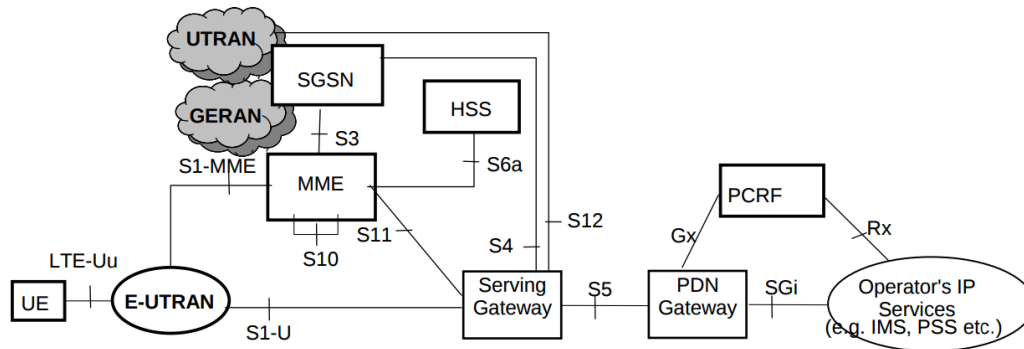 UTRAN
SGSN
GERAN
HSS
S3
S1-MME
S6a
MME
PCRF
S12
S11
S4
Gx
Rx
S10
LTE-Uu
UE
E-UTRAN
S1-U
Serving
Gateway
S5
PDN
Gateway
SGi
Operator's IP
Services
(e.g. IMS, PSS etc.)